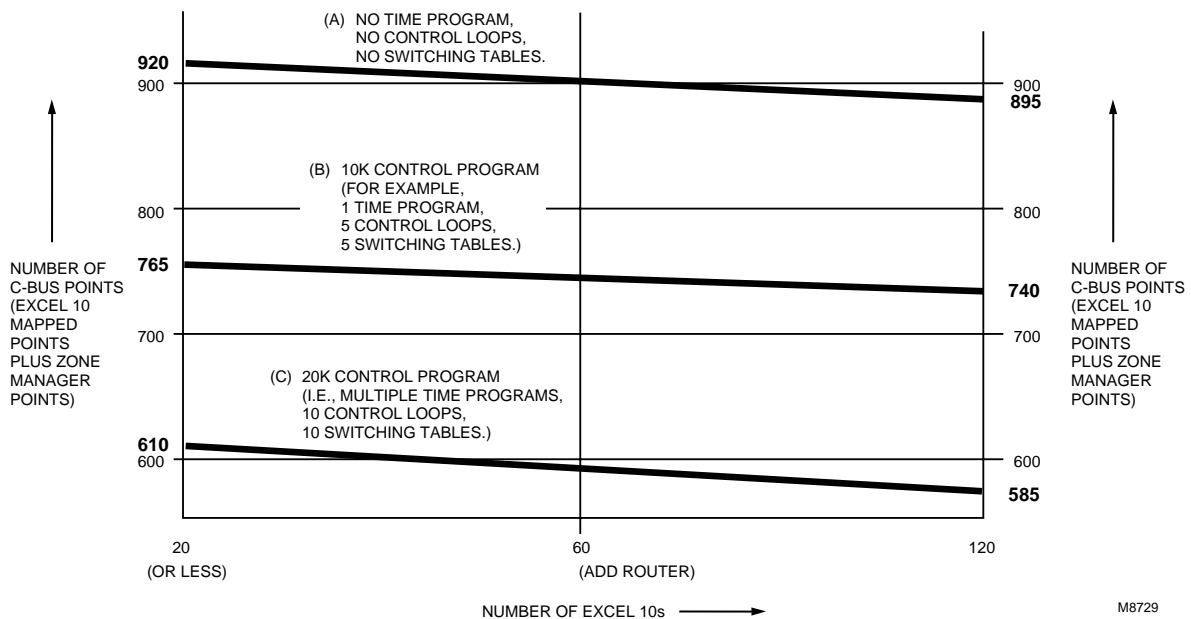 (A) NO TIME PROGRAM,
NO CONTROL LOOPS,
NO SWITCHING TABLES.
920
900
900
895
(B) 10K CONTROL PROGRAM
(FOR EXAMPLE,
1 TIME PROGRAM,
5 CONTROL LOOPS,
5 SWITCHING TABLES.)
800
800
NUMBER OF
C-BUS POINTS
(EXCEL 10
MAPPED
POINTS
PLUS ZONE
MANAGER
POINTS)
765
740
NUMBER OF
C-BUS POINTS
(EXCEL 10
MAPPED
POINTS
PLUS ZONE
MANAGER
POINTS)
700
700
(C) 20K CONTROL PROGRAM
(I.E., MULTIPLE TIME PROGRAMS,
10 CONTROL LOOPS,
10 SWITCHING TABLES.)
610
600
600
585
20
(OR LESS)
60
(ADD ROUTER)
120
NUMBER OF EXCEL 10s
M8729